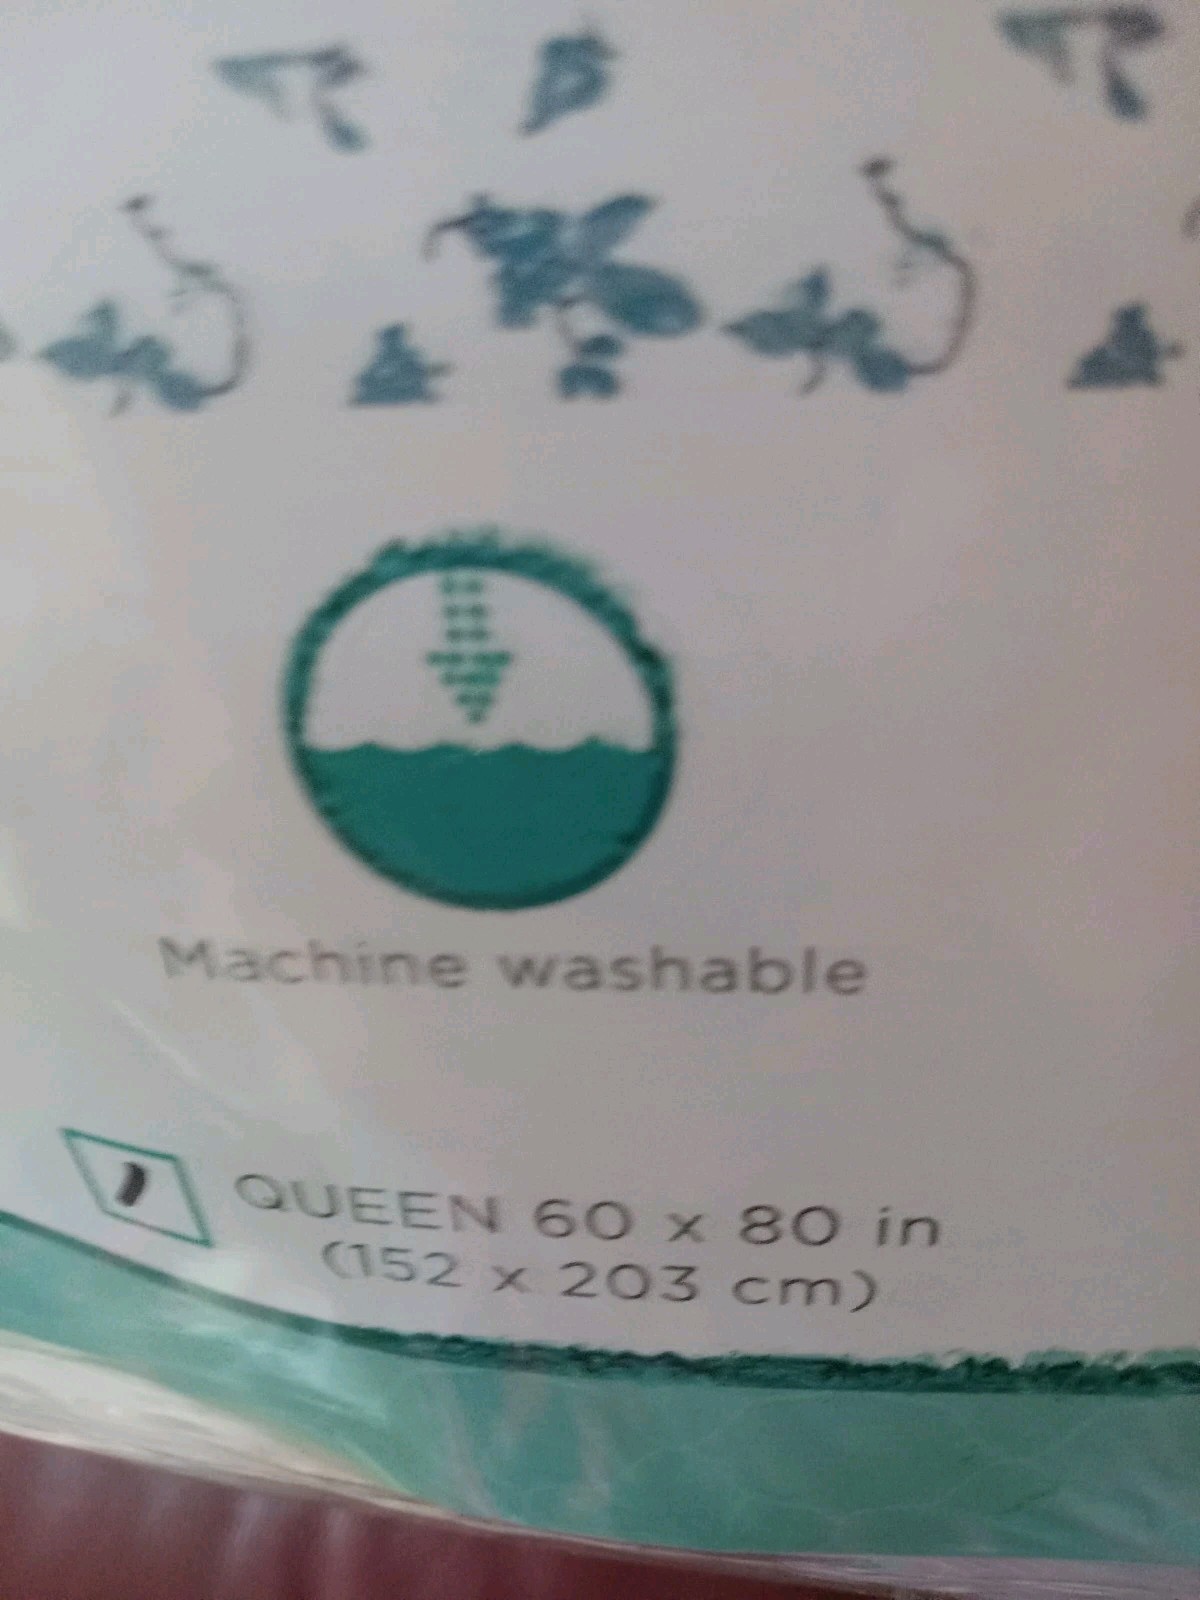 Machine washable
QUEEN 60 x 80 in
(152 x 203 cm)